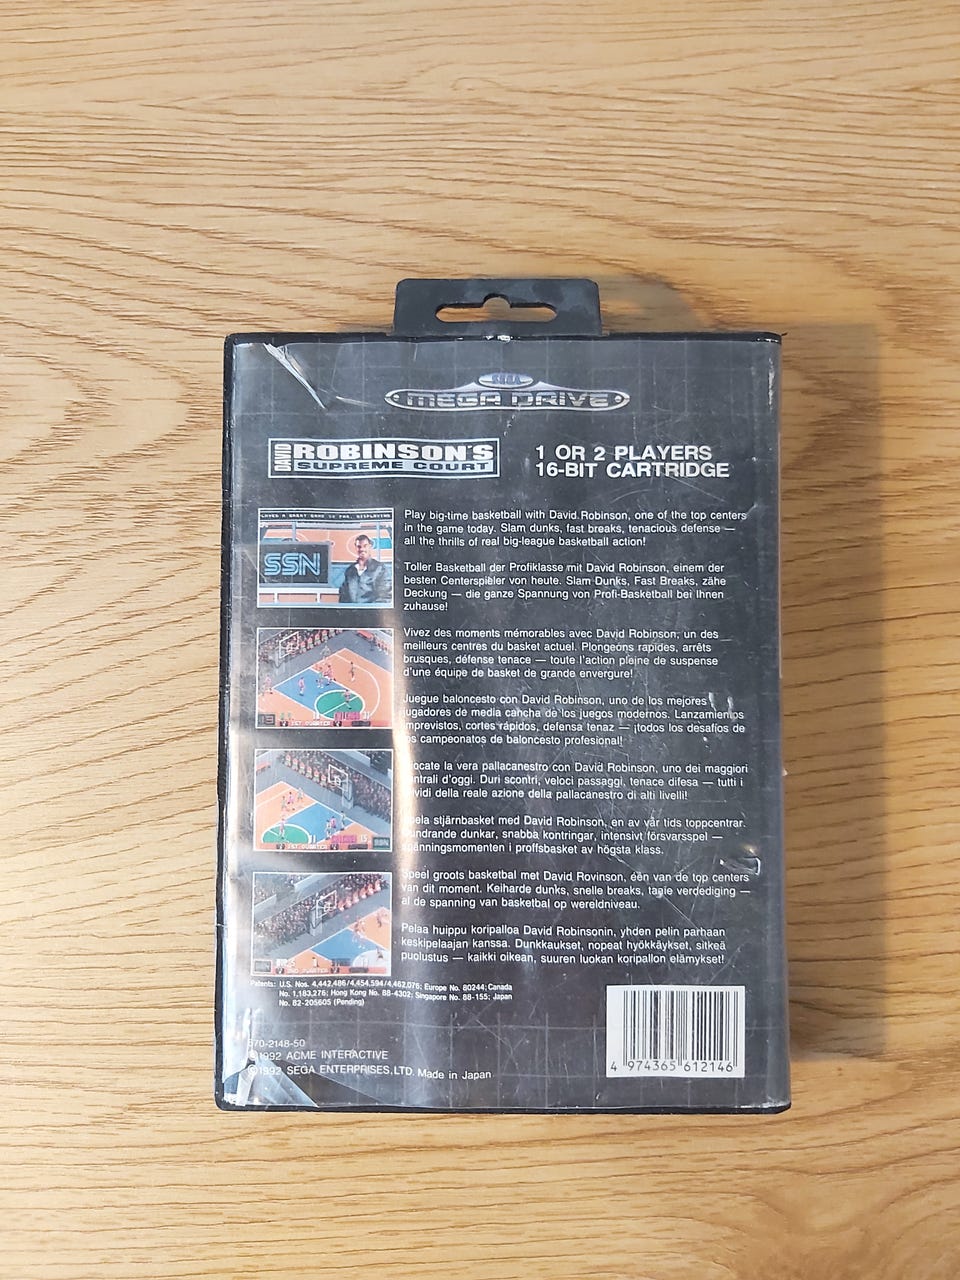 SEGA
MEGA DRIVE
DAVID ROBINSON'S
SUPREME COURT
1 OR 2 PLAYERS
16-BIT CARTRIDGE
SSN
Play big-time basketball with David Robinson, one of the top centers
in the game today. Slam dunks, fast breaks, tenacious defense —
all the thrills of real big-league basketball action!
Toller Basketball der Profiklasse mit David Robinson, einem der
besten Centerspieler von heute. Slam Dunks, Fast Breaks, zähe
Deckung — die ganze Spannung von Profi-Basketball bei Ihnen
zuhause!
Vivez des moments mémorables avec David Robinson, un des
meilleurs centres du basket actuel. Plongeons rapides, arrêts
brusques, défense tenace — toute l'action pleine de suspense
d'une équipe de basket de grande envergure!
Juegue baloncesto con David Robinson, uno de los mejores
jugadores de media cancha de los juegos modernos. Lanzamientos
imprevistos, cortes rápidos, defensa tenaz — ¡todos los desafíos de
los campeonatos de baloncesto profesional!
Giocate la vera pallacanestro con David Robinson, uno dei maggiori
centrali d'oggi. Duri scontri, veloci passaggi, tenace difesa — tutti i
brividi della reale azione della pallacanestro di alti livelli!
Spela stjärnbasket med David Robinson, en av vår tids toppcentrar.
Dundrande dunkar, snabba kontringar, intensivt försvarsspel —
spänningsmomenten i proffsbasket av högsta klass.
Speel groots basketbal met David Rovinson, één van de top centers
van dit moment. Keiharde dunks, snelle breaks, taaie verdediging —
al de spanning van basketbal op wereldniveau.
Pelaa huippu koripalloa David Robinsonin, yhden pelin parhaan
keskipelaajan kanssa. Dunkkaukset, nopeat hyökkäykset, sitkeä
puolustus — kaikki oikean, suuren luokan koripallon elämykset!
Patents: U.S. Nos. 4,442,486/4,454,594/4,462,076; Europe No. 80244; Canada
No. 1,183,276; Hong Kong No. 88-4302; Singapore No. 88-155; Japan
No. 82-205605 (Pending)
670-2148-50
©1992 ACME INTERACTIVE
©1992 SEGA ENTERPRISES, LTD. Made in Japan
4 974365 612146